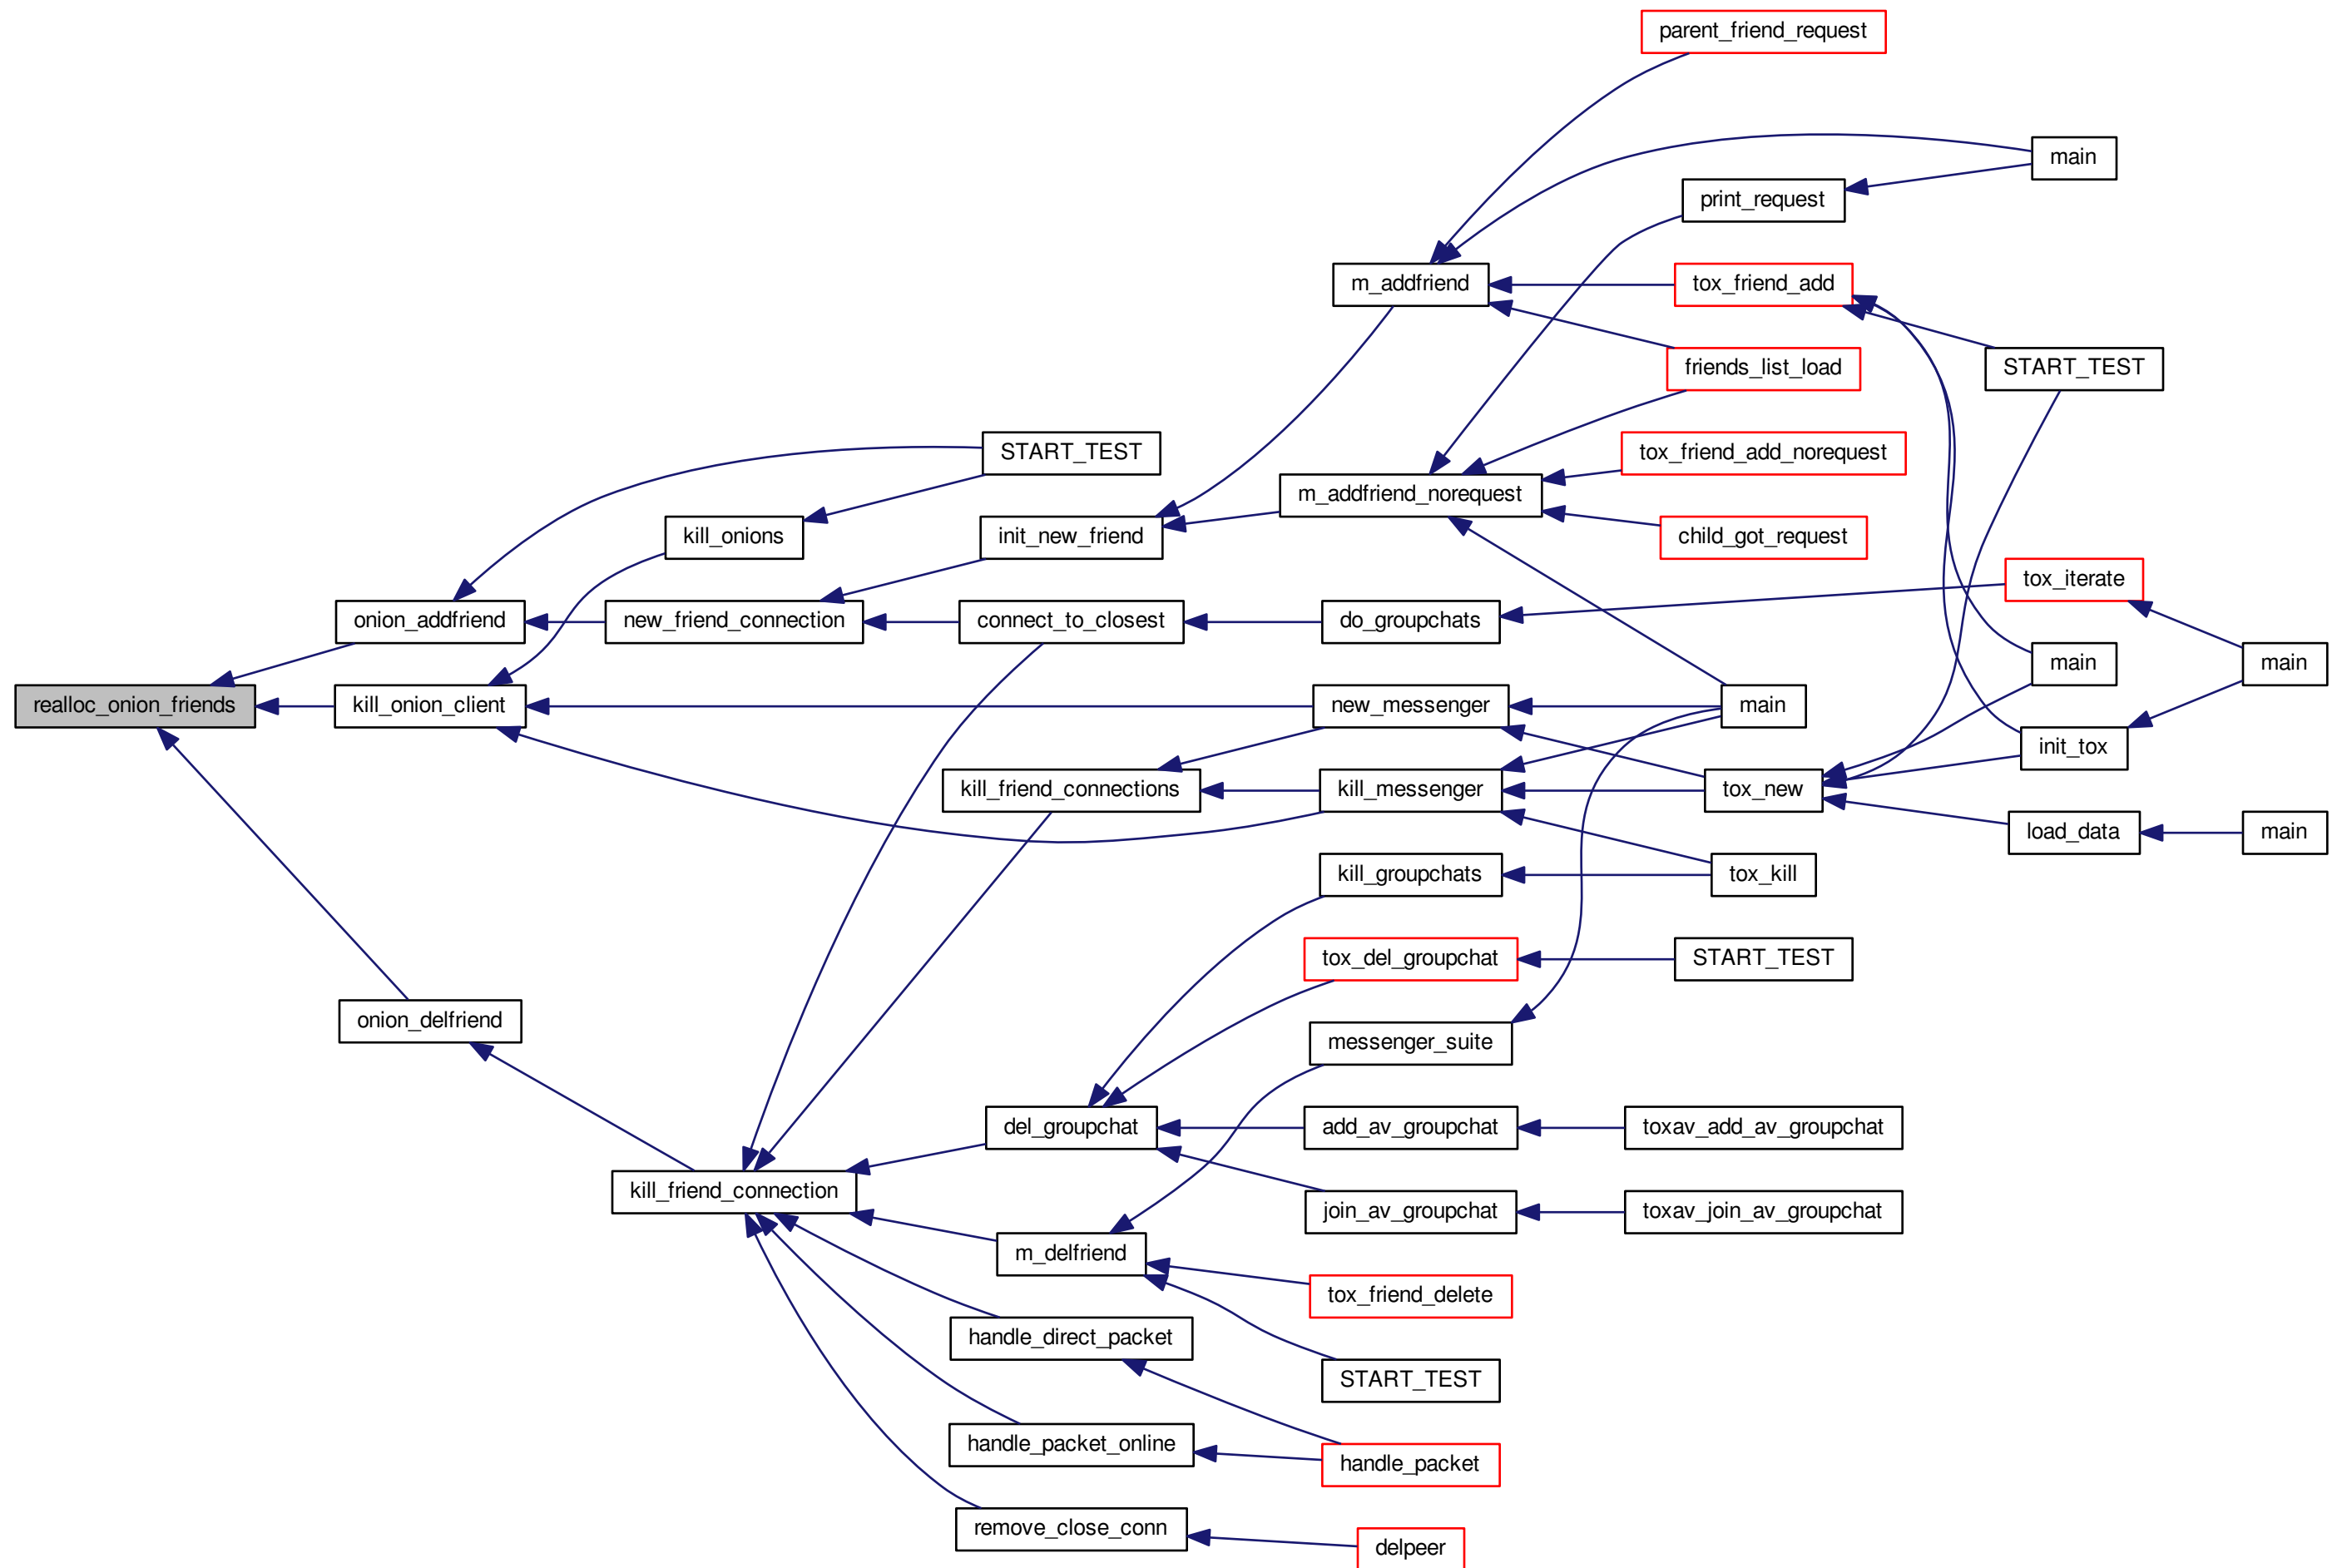 parent_friend_request
main
print_request
m_addfriend
tox_friend_add
friends_list_load
START_TEST
START_TEST
tox_friend_add_norequest
m_addfriend_norequest
kill_onions
init_new_friend
child_got_request
tox_iterate
onion_addfriend
new_friend_connection
connect_to_closest
do_groupchats
main
main
realloc_onion_friends
kill_onion_client
new_messenger
main
init_tox
kill_friend_connections
kill_messenger
tox_new
load_data
main
kill_groupchats
tox_kill
tox_del_groupchat
START_TEST
onion_delfriend
messenger_suite
del_groupchat
add_av_groupchat
toxav_add_av_groupchat
kill_friend_connection
join_av_groupchat
toxav_join_av_groupchat
m_delfriend
tox_friend_delete
handle_direct_packet
START_TEST
handle_packet_online
handle_packet
remove_close_conn
delpeer